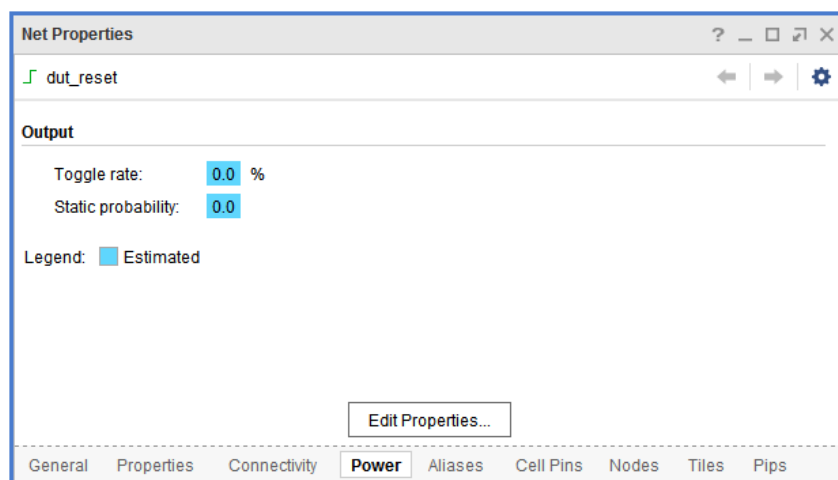 Net Properties
dut_reset
Output
Toggle rate: 0.0 %
Static probability: 0.0
Legend: Estimated
Edit Properties...
General Properties Connectivity Power Aliases Cell Pins Nodes Tiles Pips